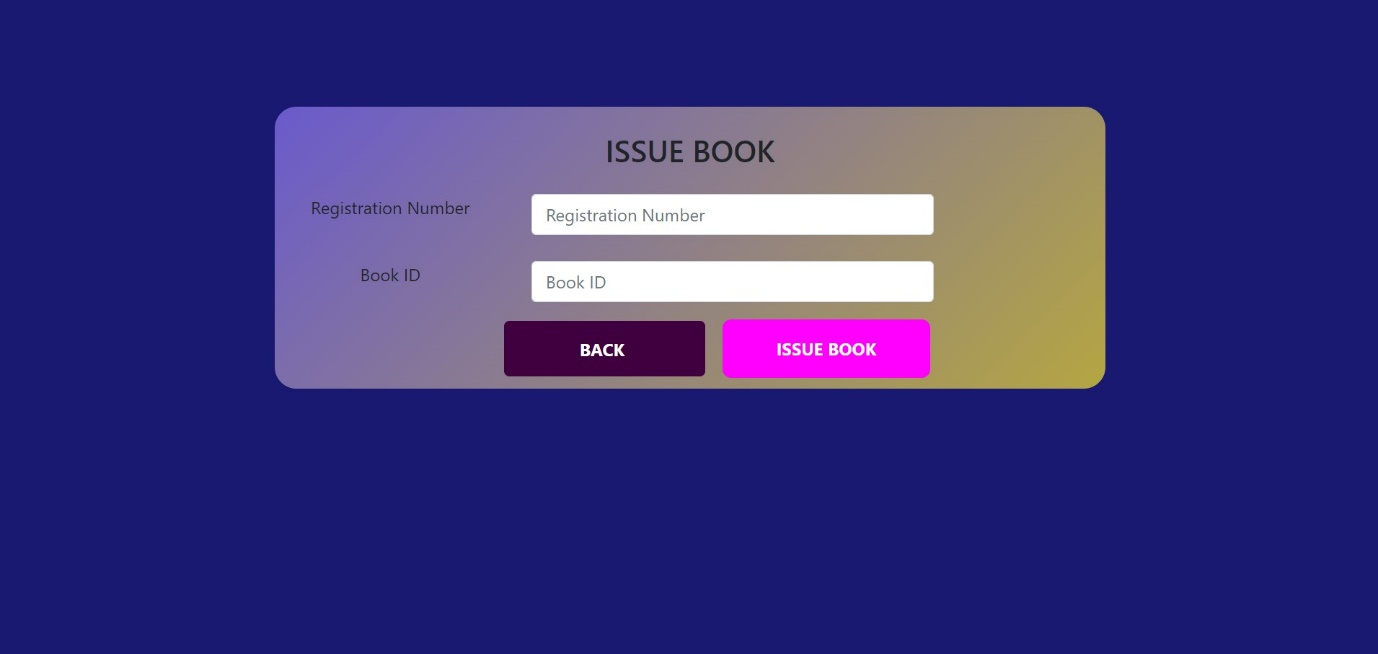 ISSUE BOOK
Registration Number
Registration Number
Book ID
Book ID
BACK
ISSUE BOOK